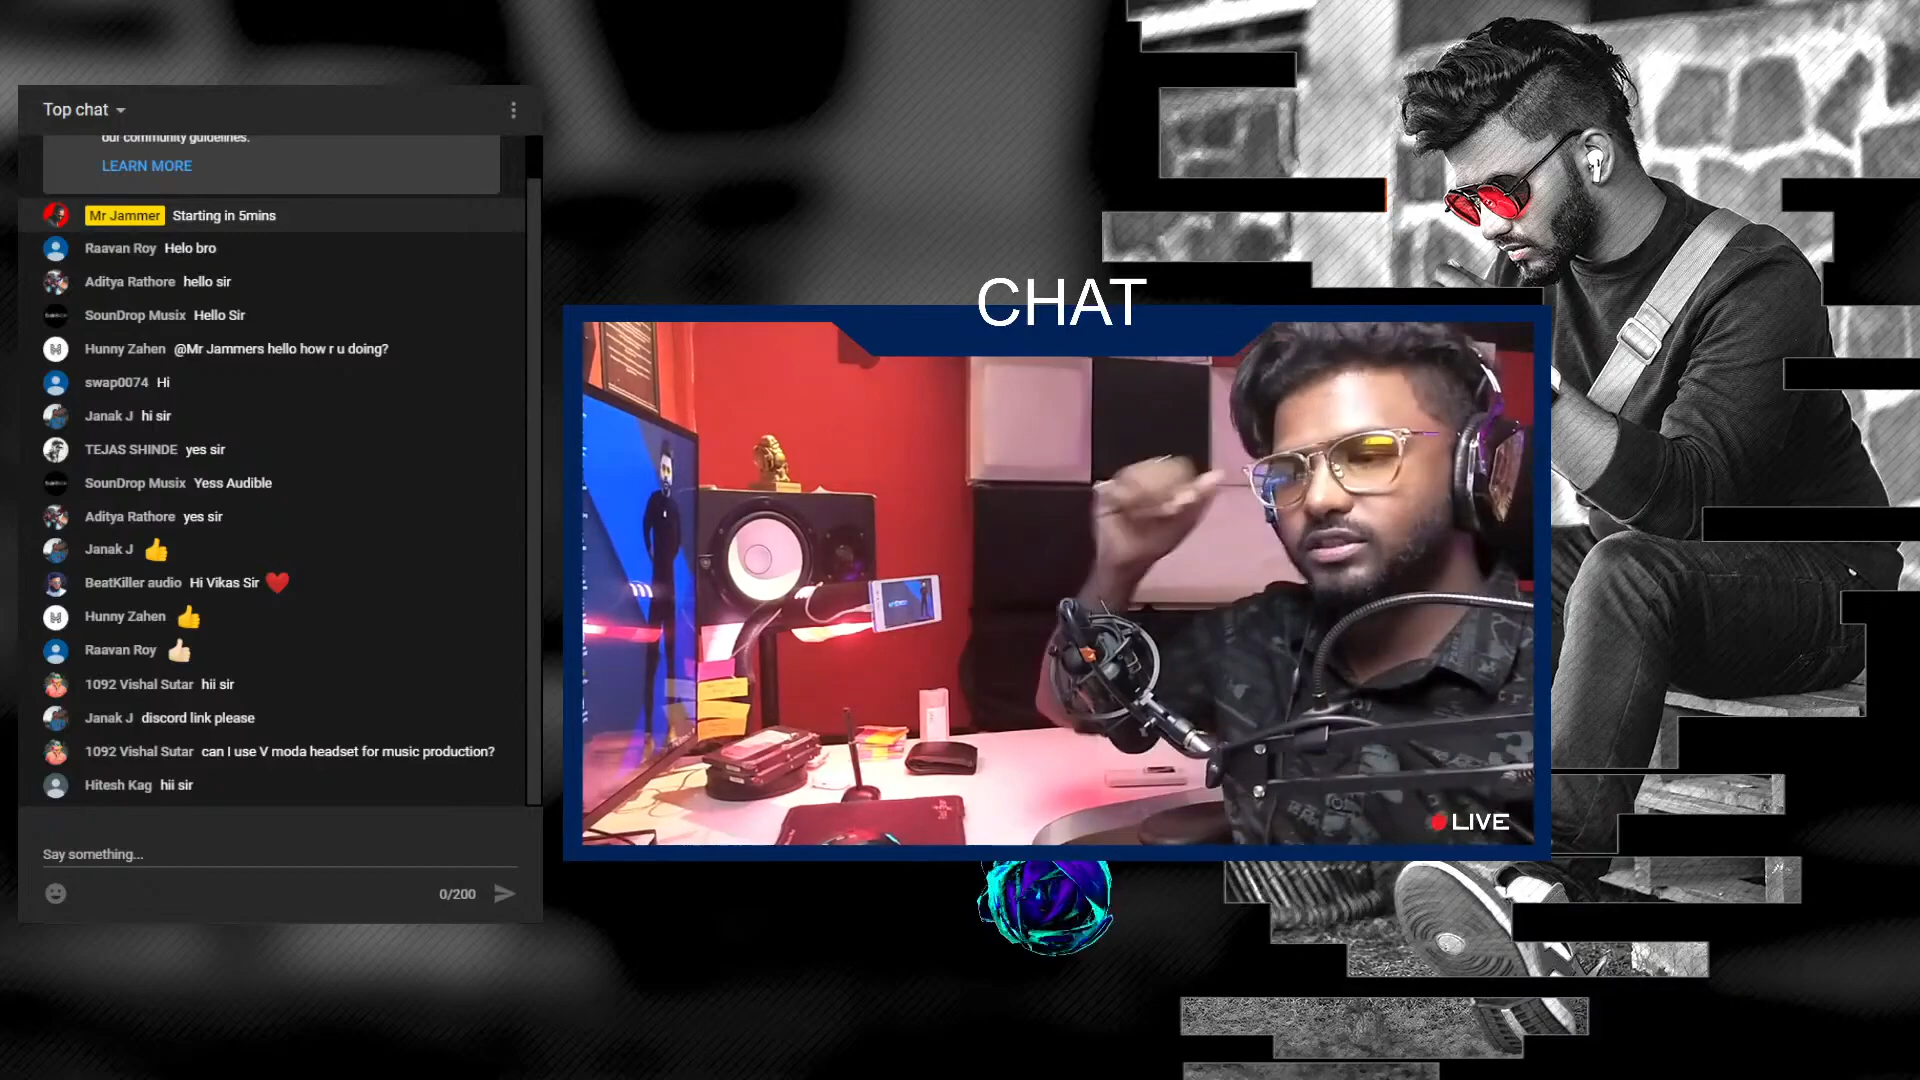 Top chat
our community guidelines.
LEARN MORE
Mr Jammer Starting in 5mins
Raavan Roy Helo bro
Aditya Rathore hello sir
SounDrop Musix Hello Sir
Hunny Zahen @Mr Jammers hello how r u doing?
swap0074 Hi
Janak J hi sir
TEJAS SHINDE yes sir
SounDrop Musix Yess Audible
Aditya Rathore yes sir
Janak J 👍
BeatKiller audio Hi Vikas Sir ❤️
Hunny Zahen 👍
Raavan Roy 👍🏻
1092 Vishal Sutar hii sir
Janak J discord link please
1092 Vishal Sutar can I use V moda headset for music production?
Hitesh Kag hii sir
Say something...
0/200
CHAT
LIVE